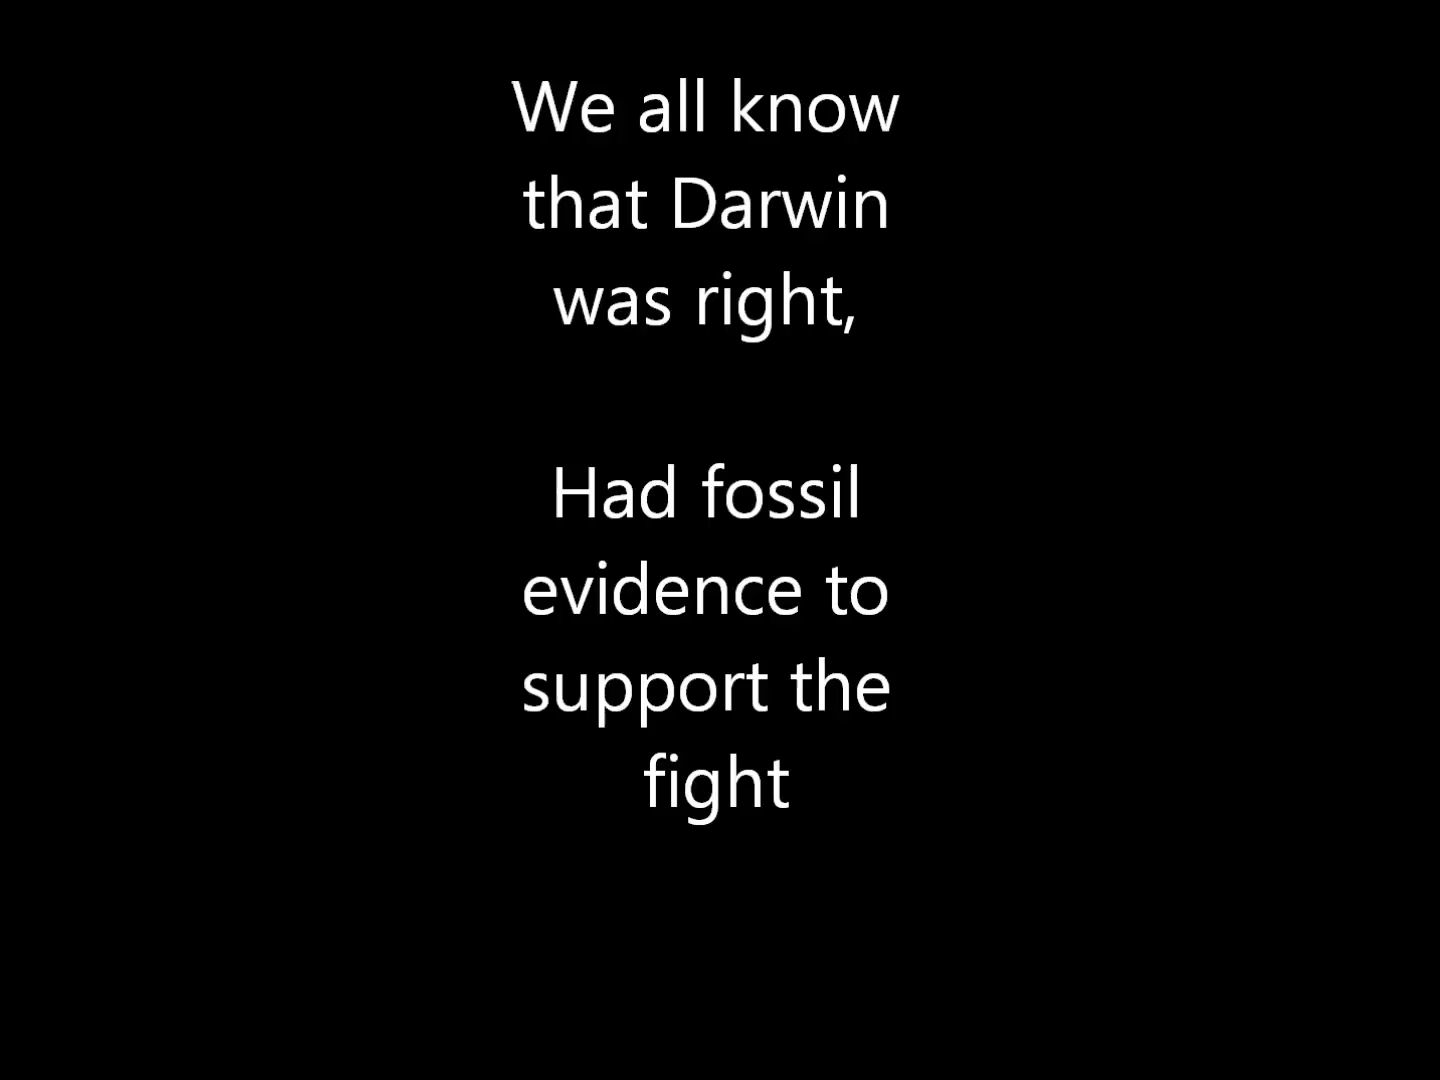 We all know
that Darwin
was right,
Had fossil
evidence to
support the
fight